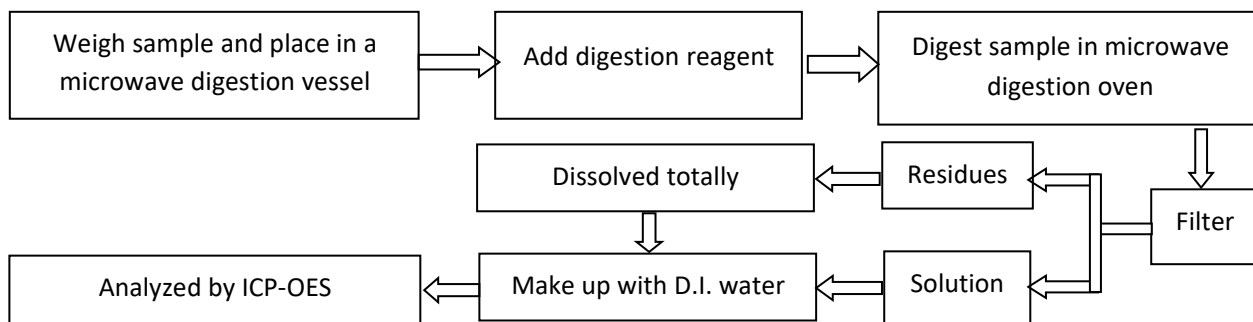 Weigh sample and place in a
microwave digestion vessel
Add digestion reagent
Digest sample in microwave
digestion oven
Filter
Residues
Dissolved totally
Solution
Make up with D.I. water
Analyzed by ICP-OES